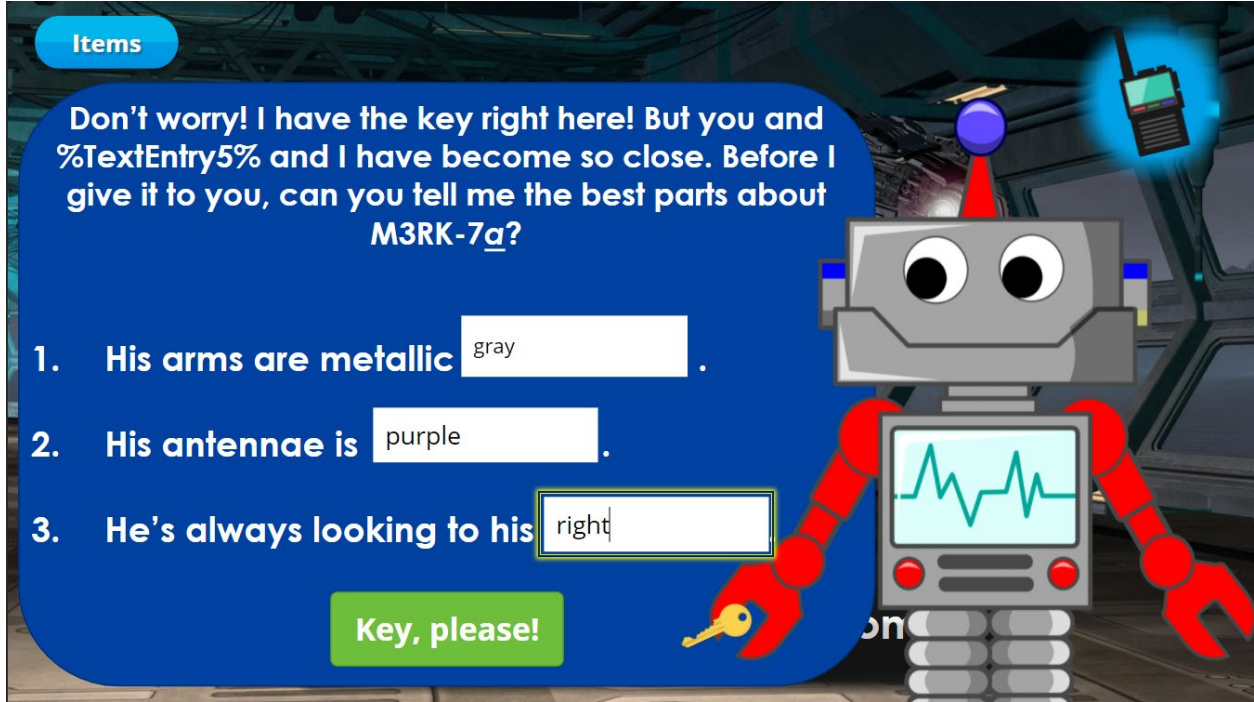 Items
Don't worry! I have the key right here! But you and
%TextEntry5% and I have become so close. Before I
give it to you, can you tell me the best parts about
M3RK-7a?
1. His arms are metallic gray .
2. His antennae is purple .
3. He's always looking to his right .
Key, please!